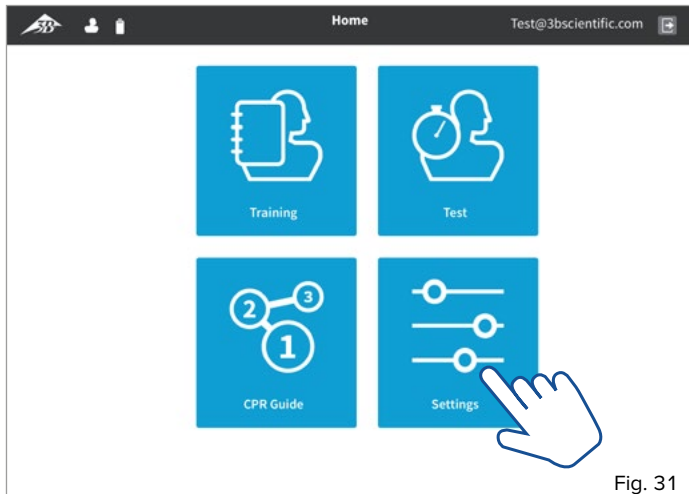 3B
Home
Test@3bscientific.com
Training
Test
2
3
1
CPR Guide
Settings
Fig. 31